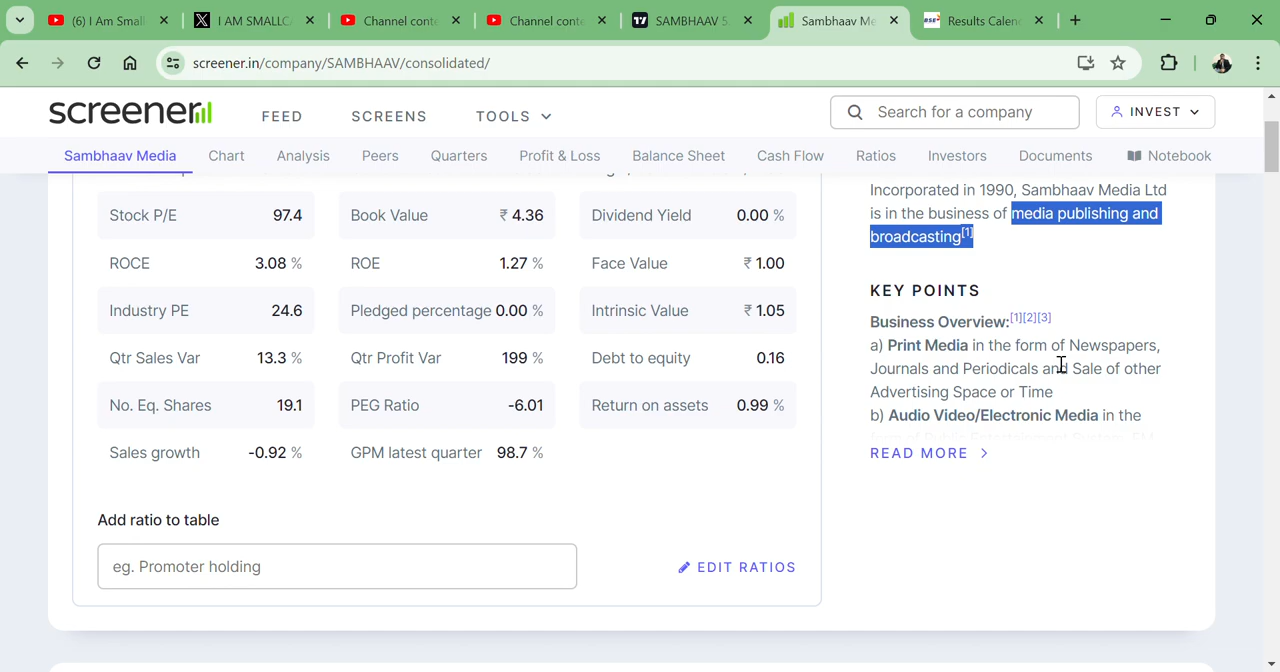 (6) I Am Small
I AM SMALLC
Channel conte
Channel conte
SAMBHAAV 5.
Sambhaav Me
BSE
Results Calen
screener.in/company/SAMBHAAV/consolidated/
screener
FEED
SCREENS
TOOLS
Search for a company
INVEST
Sambhaav Media
Chart
Analysis
Peers
Quarters
Profit & Loss
Balance Sheet
Cash Flow
Ratios
Investors
Documents
Notebook
Stock P/E 97.4
Book Value ₹ 4.36
Dividend Yield 0.00 %
ROCE 3.08 %
ROE 1.27 %
Face Value ₹ 1.00
Industry PE 24.6
Pledged percentage 0.00 %
Intrinsic Value ₹ 1.05
Qtr Sales Var 13.3 %
Qtr Profit Var 199 %
Debt to equity 0.16
No. Eq. Shares 19.1
PEG Ratio -6.01
Return on assets 0.99 %
Sales growth -0.92 %
GPM latest quarter 98.7 %
Add ratio to table
eg. Promoter holding
EDIT RATIOS
Incorporated in 1990, Sambhaav Media Ltd
is in the business of media publishing and
broadcasting[1]
KEY POINTS
Business Overview:[1][2][3]
a) Print Media in the form of Newspapers,
Journals and Periodicals and Sale of other
Advertising Space or Time
b) Audio Video/Electronic Media in the
READ MORE